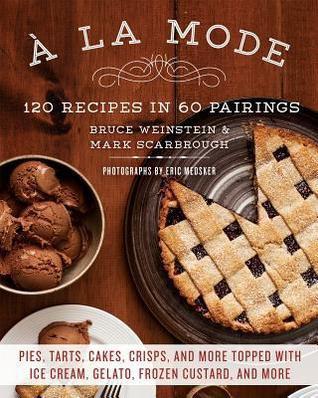 À LA MODE
120 RECIPES IN 60 PAIRINGS
BRUCE WEINSTEIN &
MARK SCARBROUGH
PHOTOGRAPHS BY ERIC MEDSKER
PIES, TARTS, CAKES, CRISPS, AND MORE TOPPED WITH
ICE CREAM, GELATO, FROZEN CUSTARD, AND MORE